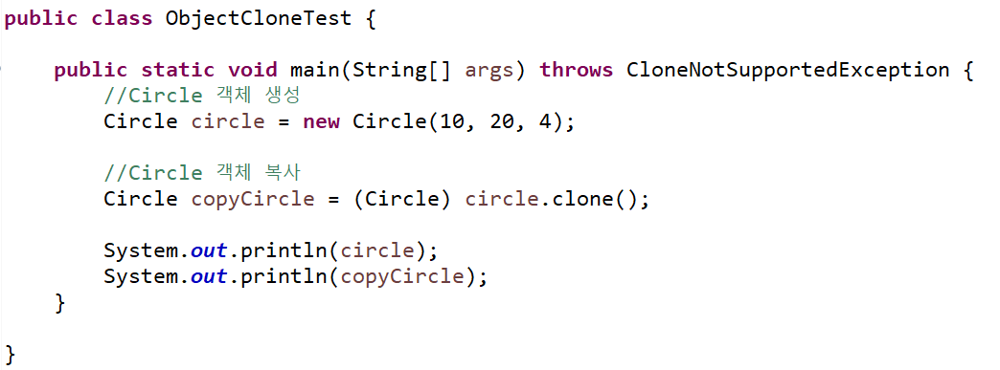 public class ObjectCloneTest {
public static void main(String[] args) throws CloneNotSupportedException {
//Circle 객체 생성
Circle circle = new Circle(10, 20, 4);
//Circle 객체 복사
Circle copyCircle = (Circle) circle.clone();
System.out.println(circle);
System.out.println(copyCircle);
}
}